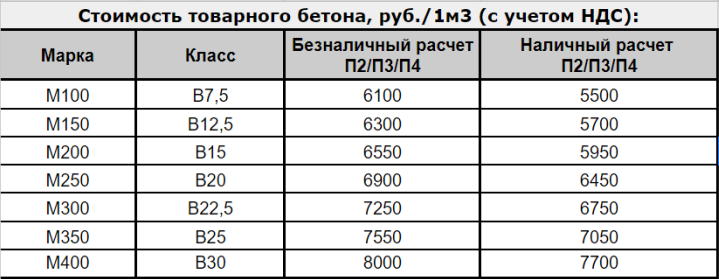 Стоимость товарного бетона, руб./1м3 (с учетом НДС):
Марка Класс Безналичный расчет П2/П3/П4 Наличный расчет П2/П3/П4
М100 В7,5 6100 5500
М150 В12,5 6300 5700
М200 В15 6550 5950
М250 В20 6900 6450
М300 В22,5 7250 6750
М350 В25 7550 7050
М400 В30 8000 7700